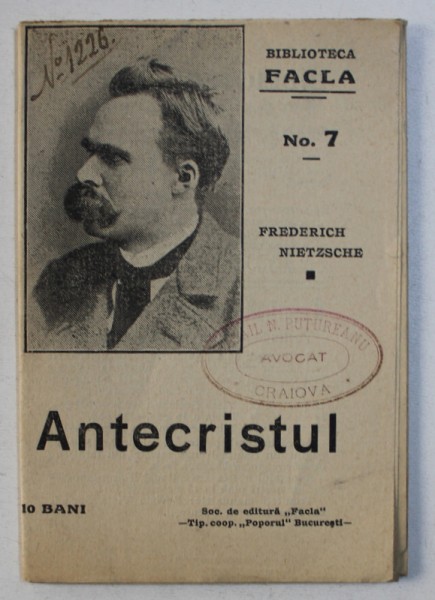 No 1226.
BIBLIOTECA
FACLA
No. 7
FREDERICH
NIETZSCHE
N. BUTUREANU
AVOCAT
CRAIOVA
Antecristul
10 BANI
Soc. de editură „Facla"
—Tip. coop. „Poporul" Bucureşti—